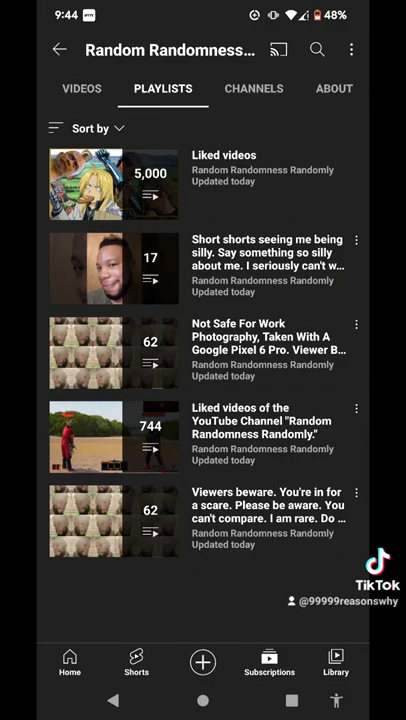 9:44
IFTTT
48%
Random Randomness...
VIDEOS
PLAYLISTS
CHANNELS
ABOUT
Sort by
5,000
Liked videos
Random Randomness Randomly
Updated today
17
Short shorts seeing me being
silly. Say something so silly
about me. I seriously can't w...
Random Randomness Randomly
Updated today
62
Not Safe For Work
Photography, Taken With A
Google Pixel 6 Pro. Viewer B...
Random Randomness Randomly
Updated today
744
Liked videos of the
YouTube Channel "Random
Randomness Randomly."
Random Randomness Randomly
Updated today
62
Viewers beware. You're in for
a scare. Please be aware. You
can't compare. I am rare. Do ...
Random Randomness Randomly
Updated today
TikTok
@99999reasonswhy
Home
Shorts
Subscriptions
Library